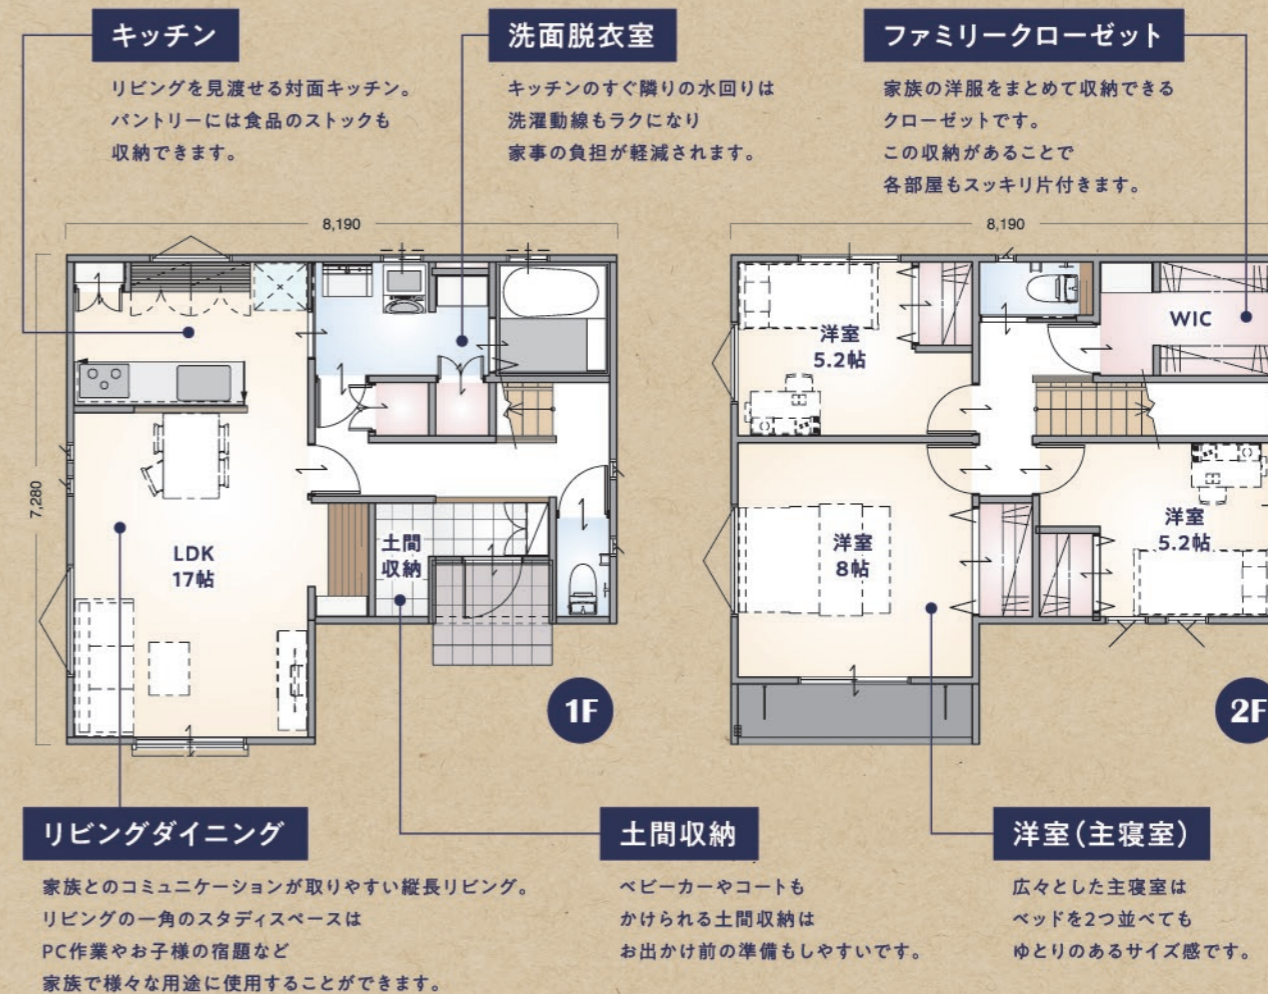 キッチン
リビングを見渡せる対面キッチン。
パントリーには食品のストックも
収納できます。
洗面脱衣室
キッチンのすぐ隣りの水回りは
洗濯動線もラクになり
家事の負担が軽減されます。
ファミリークローゼット
家族の洋服をまとめて収納できる
クローゼットです。
この収納があることで
各部屋もスッキリ片付きます。
8,190
7,280
LDK
17帖
土間
収納
1F
8,190
洋室
5.2帖
WIC
洋室
8帖
洋室
5.2帖
2F
リビングダイニング
家族とのコミュニケーションが取りやすい縦長リビング。
リビングの一角のスタディスペースは
PC作業やお子様の宿題など
家族で様々な用途に使用することができます。
土間収納
ベビーカーやコートも
かけられる土間収納は
お出かけ前の準備もしやすいです。
洋室(主寝室)
広々とした主寝室は
ベッドを2つ並べても
ゆとりのあるサイズ感です。